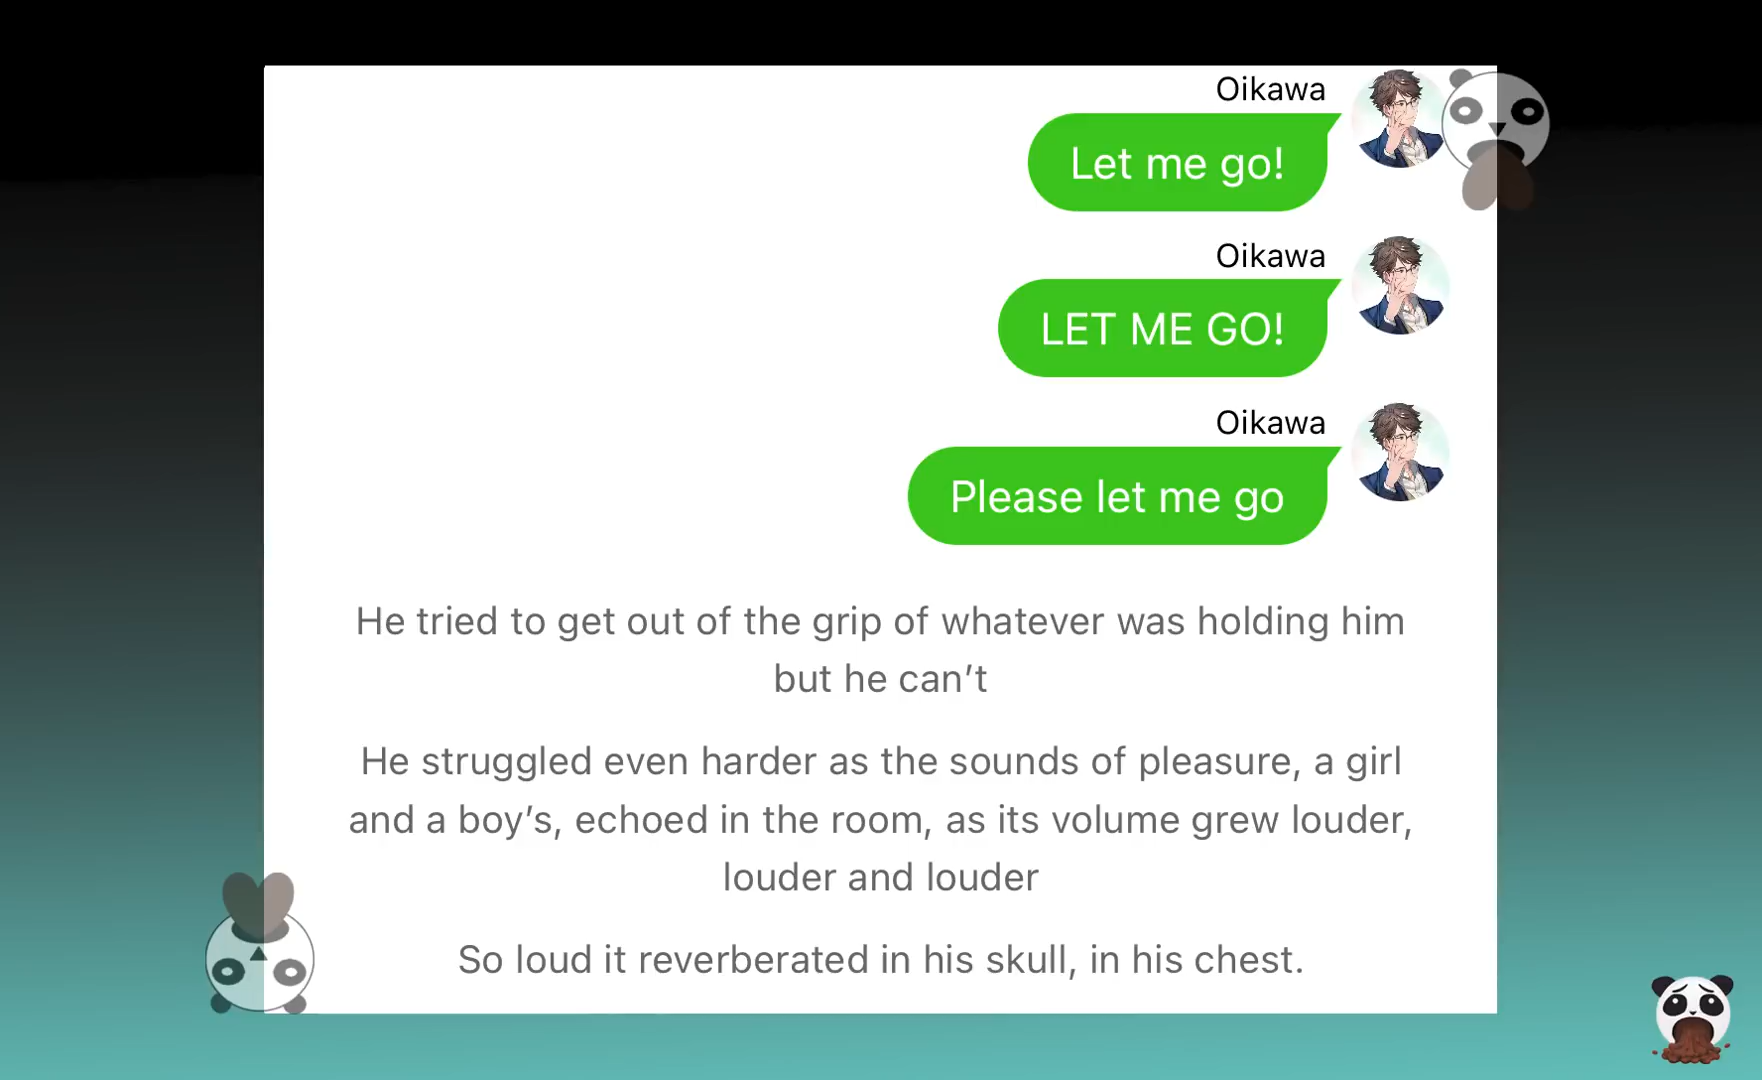 Oikawa
Let me go!
Oikawa
LET ME GO!
Oikawa
Please let me go
He tried to get out of the grip of whatever was holding him
but he can’t
He struggled even harder as the sounds of pleasure, a girl
and a boy’s, echoed in the room, as its volume grew louder,
louder and louder
So loud it reverberated in his skull, in his chest.